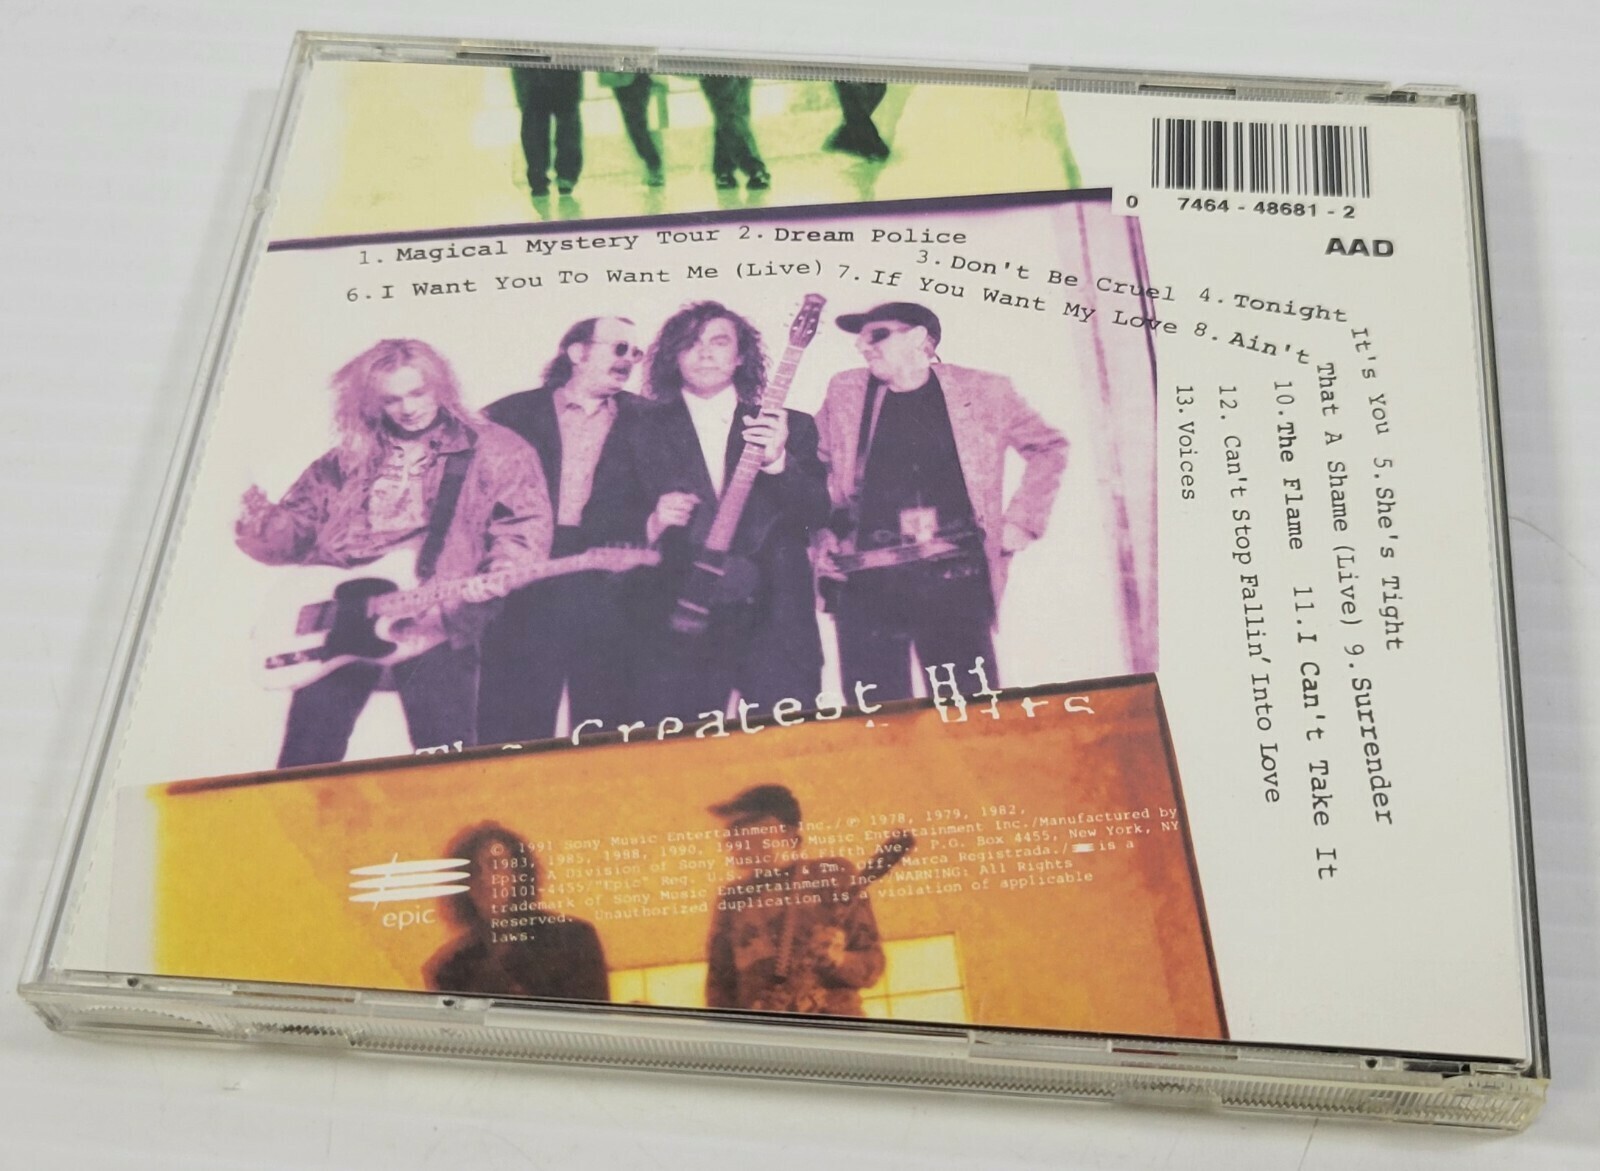 0 7464 - 48681 - 2
AAD
1. Magical Mystery Tour 2. Dream Police
3. Don't Be Cruel 4. Tonight It's You 5. She's Tight
6. I Want You To Want Me (Live) 7. If You Want My Love 8. Ain't That A Shame (Live) 9. Surrender
10. The Flame 11. I Can't Take It
12. Can't Stop Fallin' Into Love
13. Voices
Greatest Hi
epic
© 1991 Sony Music Entertainment Inc./℗ 1978, 1979, 1982,
1983, 1985, 1988, 1990, 1991 Sony Music Entertainment Inc./Manufactured by
Epic, A Division of Sony Music/666 Fifth Ave., P.O. Box 4455, New York, NY
10101-4455/"Epic" Reg. U.S. Pat. & Tm. Off. Marca Registrada./ is a
trademark of Sony Music Entertainment Inc./WARNING: All Rights
Reserved. Unauthorized duplication is a violation of applicable
laws.